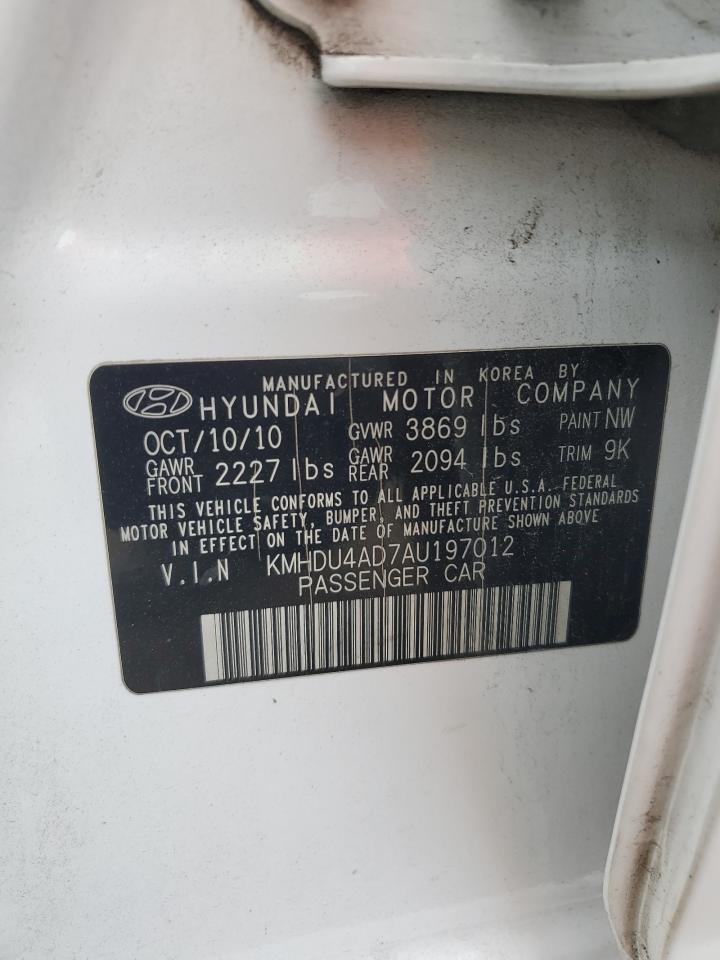 MANUFACTURED IN KOREA BY
HYUNDAI MOTOR COMPANY
OCT/10/10 GVWR 3869 lbs PAINT NW
GAWR FRONT 2227 lbs GAWR REAR 2094 lbs TRIM 9K
THIS VEHICLE CONFORMS TO ALL APPLICABLE U.S.A. FEDERAL
MOTOR VEHICLE SAFETY, BUMPER, AND THEFT PREVENTION STANDARDS
IN EFFECT ON THE DATE OF MANUFACTURE SHOWN ABOVE
V.I.N KMHDU4AD7AU197012
PASSENGER CAR